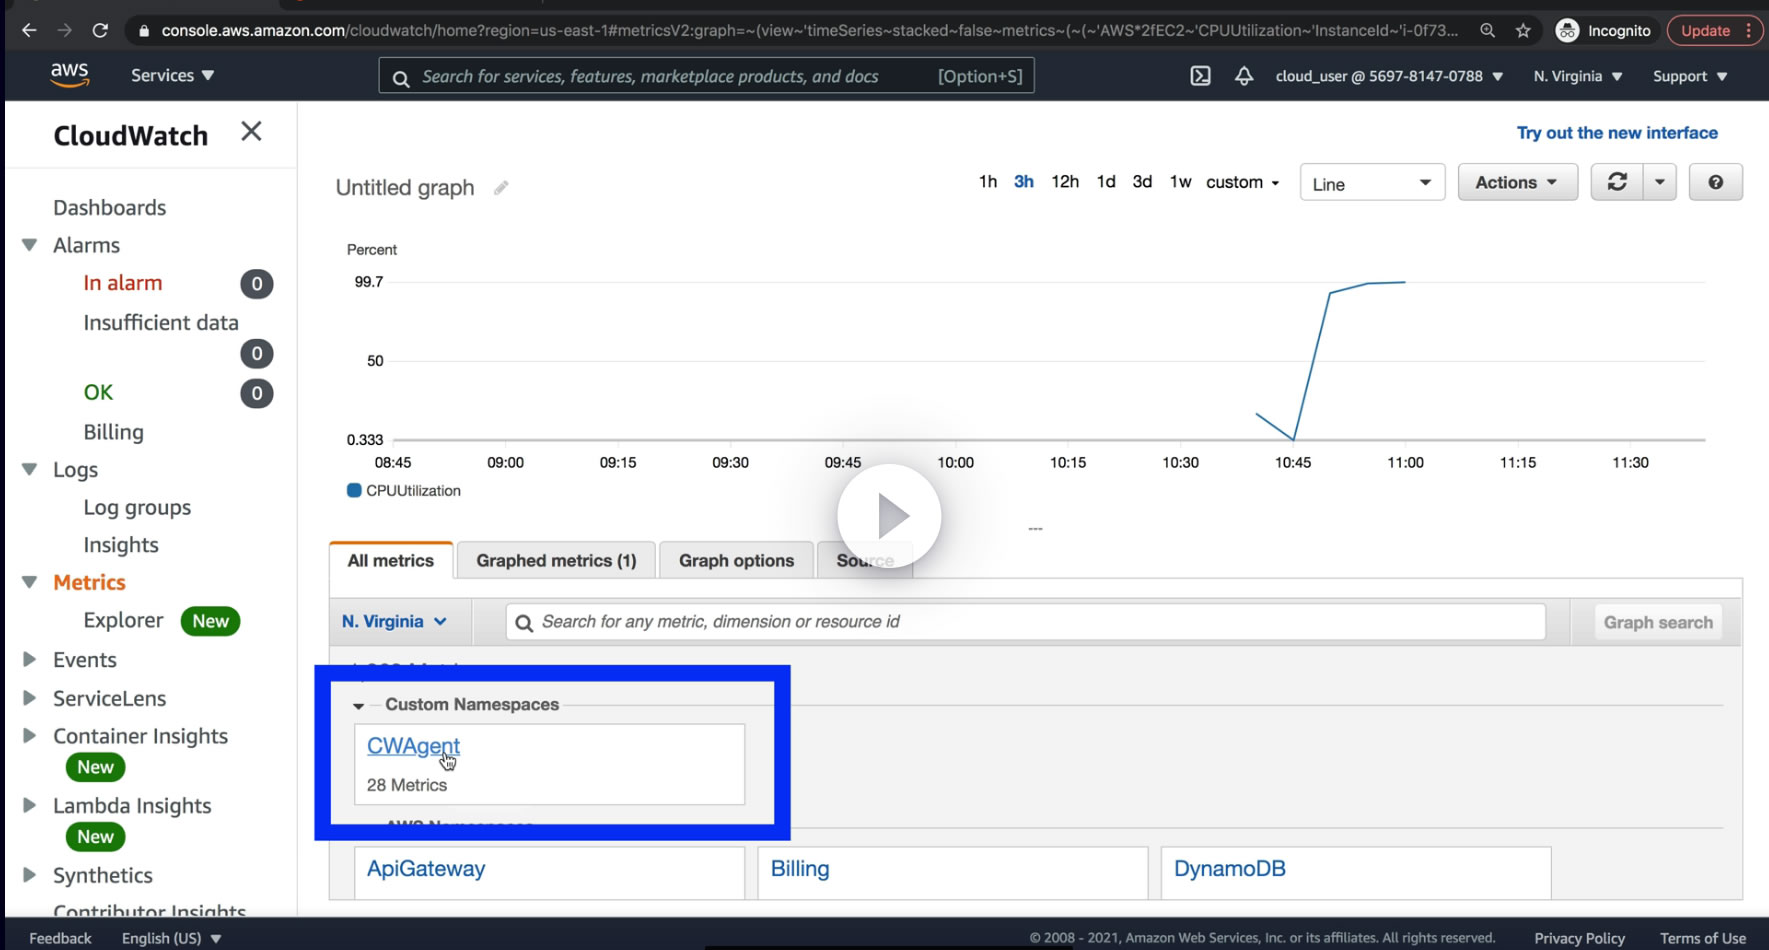 console.aws.amazon.com/cloudwatch/home?region=us-east-1#metricsV2:graph=~(view~'timeSeries~stacked~false~metrics~(~(~'AWS*2fEC2~'CPUUtilization~'InstanceId~'i-0f73...
Incognito
Update
aws
Services
Search for services, features, marketplace products, and docs
[Option+S]
cloud_user @ 5697-8147-0788
N. Virginia
Support
CloudWatch
Dashboards
Alarms
In alarm 0
Insufficient data
0
OK 0
Billing
Logs
Log groups
Insights
Metrics
Explorer New
Events
ServiceLens
Container Insights
New
Lambda Insights
New
Synthetics
Contributor Insights
Try out the new interface
Untitled graph
1h 3h 12h 1d 3d 1w custom
Line
Actions
Percent
99.7
50
0.333
08:45 09:00 09:15 09:30 09:45 10:00 10:15 10:30 10:45 11:00 11:15 11:30
CPUUtilization
All metrics
Graphed metrics (1)
Graph options
Source
N. Virginia
Search for any metric, dimension or resource id
Graph search
Custom Namespaces
CWAgent
28 Metrics
AWS Namespaces
ApiGateway
Billing
DynamoDB
Feedback
English (US)
© 2008 - 2021, Amazon Web Services, Inc. or its affiliates. All rights reserved.
Privacy Policy
Terms of Use